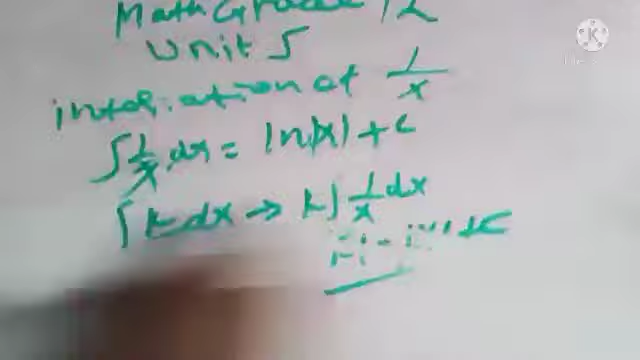 Math Grade 12
Unit 5
integration of 1/x
∫ 1/x dx = ln|x| + c
∫ k dx → k ∫ 1/x dx